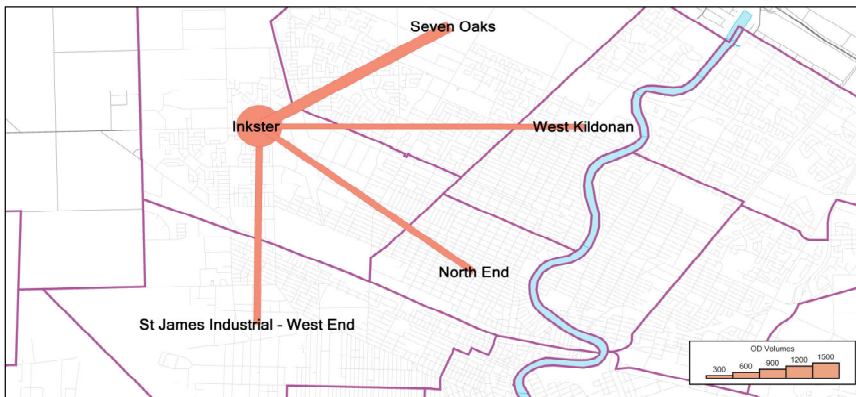 Seven Oaks
Inkster
West Kildonan
North End
St James Industrial - West End
OD Volumes
300 600 900 1200 1500